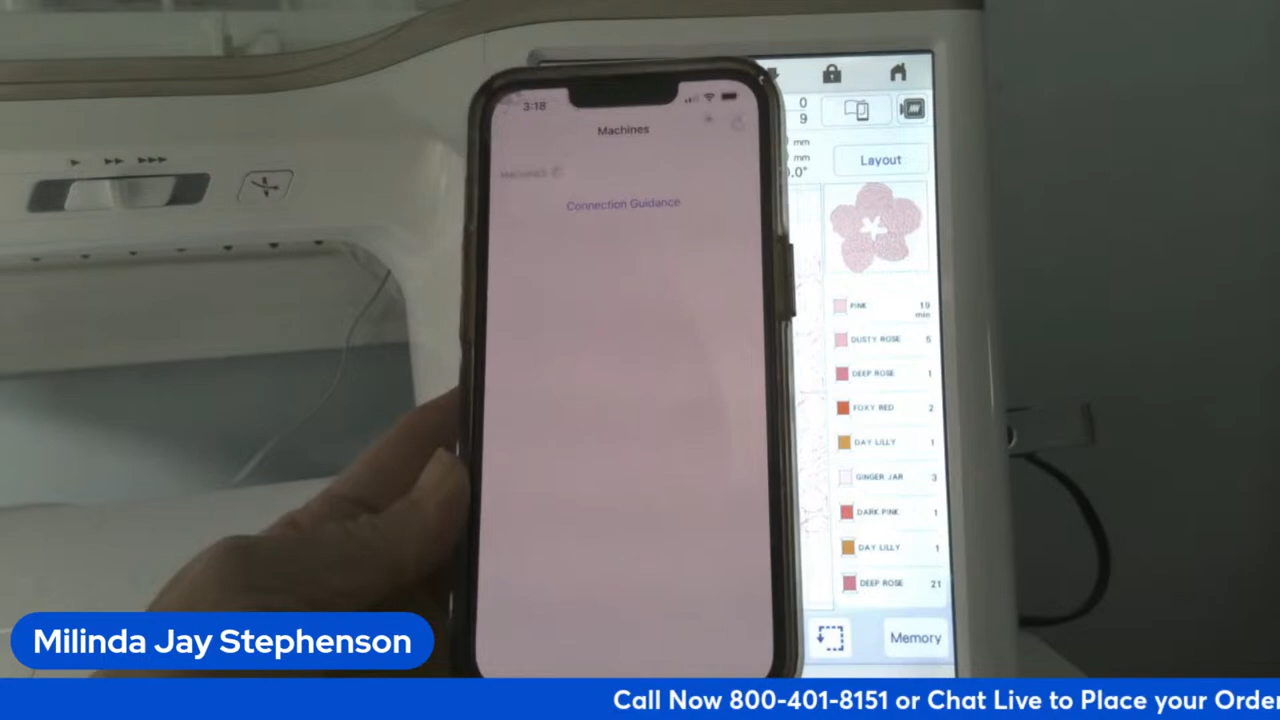 3:18
Machines
Connection Guidance
0
9
mm
mm
.0°
Layout
PINK 19
min
DUSTY ROSE 5
DEEP ROSE 1
FOXY RED 2
DAY LILLY 1
GINGER JAR 3
DARK PINK 1
DAY LILLY 1
DEEP ROSE 21
Memory
Milinda Jay Stephenson
Call Now 800-401-8151 or Chat Live to Place your Order